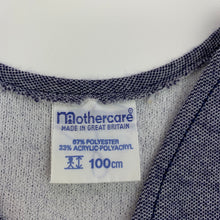 mothercare
MADE IN GREAT BRITAIN
67% POLYESTER
33% ACRYLIC-POLYACRYL
100cm